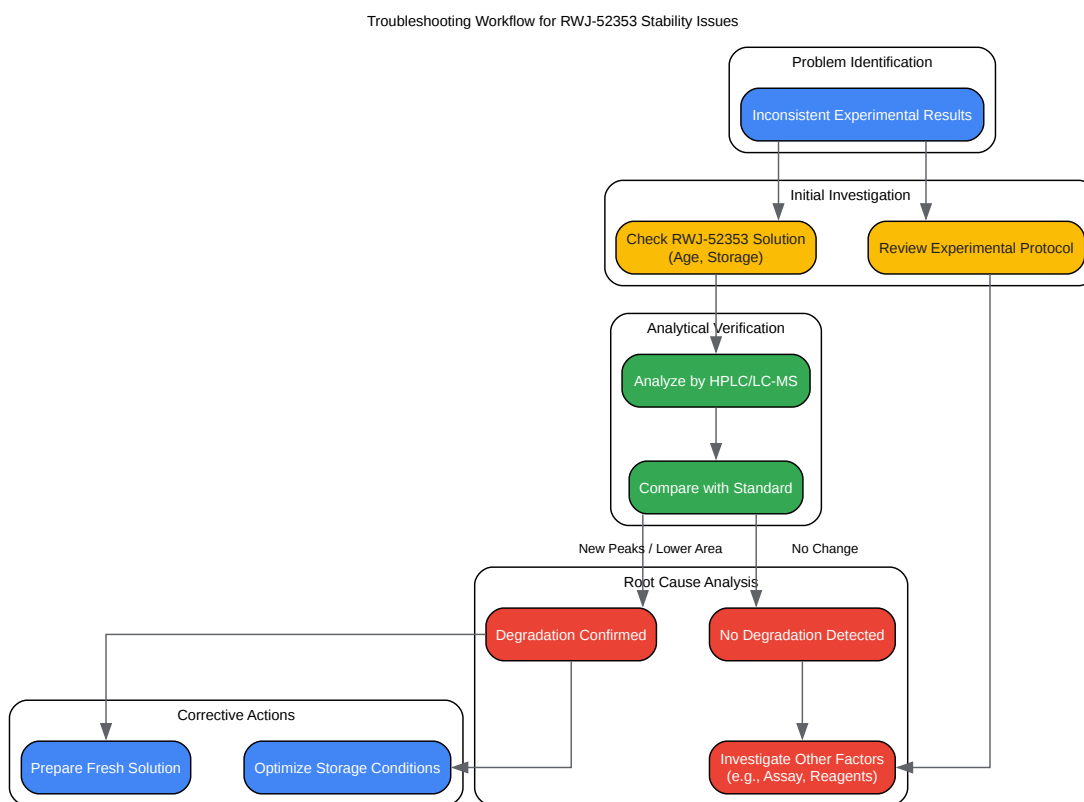 Troubleshooting Workflow for RWJ-52353 Stability Issues
Problem Identification
Inconsistent Experimental Results
Initial Investigation
Check RWJ-52353 Solution
(Age, Storage)
Review Experimental Protocol
Analytical Verification
Analyze by HPLC/LC-MS
Compare with Standard
New Peaks / Lower Area
No Change
Root Cause Analysis
Degradation Confirmed
No Degradation Detected
Corrective Actions
Prepare Fresh Solution
Optimize Storage Conditions
Investigate Other Factors
(e.g., Assay, Reagents)